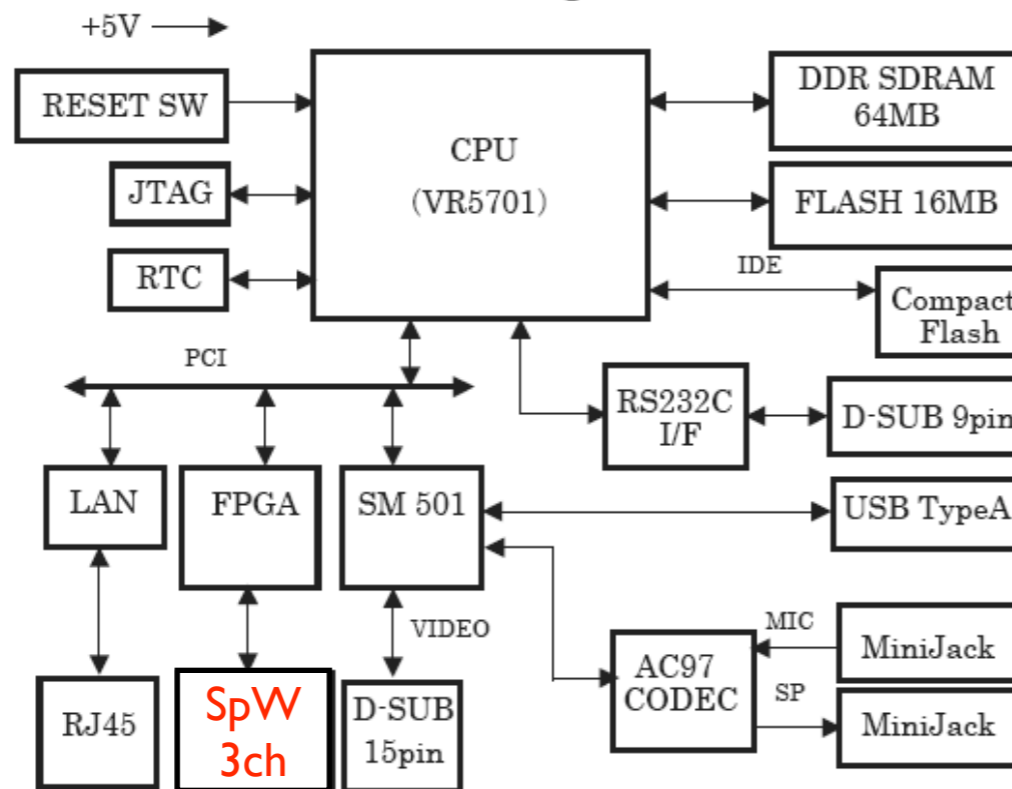 +5V
RESET SW
JTAG
RTC
CPU
(VR5701)
DDR SDRAM
64MB
FLASH 16MB
IDE
Compact
Flash
PCI
RS232C
I/F
D-SUB 9pin
LAN
FPGA
SM 501
USB TypeA
VIDEO
RJ45
SpW
3ch
D-SUB
15pin
AC97
CODEC
MIC
SP
MiniJack
MiniJack